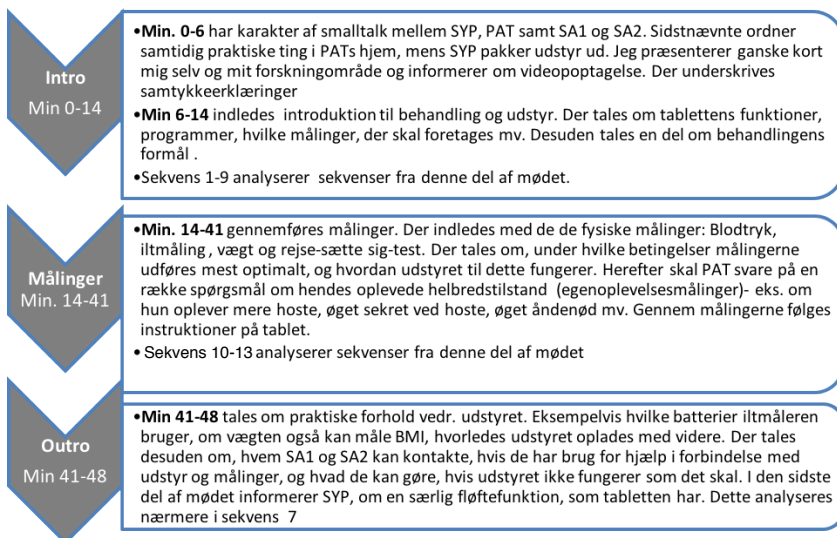 Intro
Min 0-14
•Min. 0-6 har karakter af smalltalk mellem SYP, PAT samt SA1 og SA2. Sidstnævnte ordner
samtidig praktiske ting i PATs hjem, mens SYP pakker udstyr ud. Jeg præsenterer ganske kort
mig selv og mit forskningområde og informerer om videopoptagelse. Der underskrives
samtykkeerklæringer
•Min 6-14 indledes introduktion til behandling og udstyr. Der tales om tablettens funktioner,
programmer, hvilke målinger, der skal foretages mv. Desuden tales en del om behandlingens
formål .
•Sekvens 1-9 analyserer sekvenser fra denne del af mødet.
Målinger
Min. 14-41
•Min. 14-41 gennemføres målinger. Der indledes med de de fysiske målinger: Blodtryk,
iltmåling , vægt og rejse-sætte sig-test. Der tales om, under hvilke betingelser målingerne
udføres mest optimalt, og hvordan udstyret til dette fungerer. Herefter skal PAT svare på en
række spørgsmål om hendes oplevede helbredstilstand (egenoplevelsesmålinger)- eks. om
hun oplever mere hoste, øget sekret ved hoste, øget åndenød mv. Gennem målingerne følges
instruktioner på tablet.
• Sekvens 10-13 analyserer sekvenser fra denne del af mødet
Outro
Min 41-48
•Min 41-48 tales om praktiske forhold vedr. udstyret. Eksempelvis hvilke batterier iltmåleren
bruger, om vægten også kan måle BMI, hvorledes udstyret oplades med videre. Der tales
desuden om, hvem SA1 og SA2 kan kontakte, hvis de har brug for hjælp i forbindelse med
udstyr og målinger, og hvad de kan gøre, hvis udstyret ikke fungerer som det skal. I den sidste
del af mødet informerer SYP, om en særlig fløftefunktion, som tabletten har. Dette analyseres
nærmere i sekvens 7